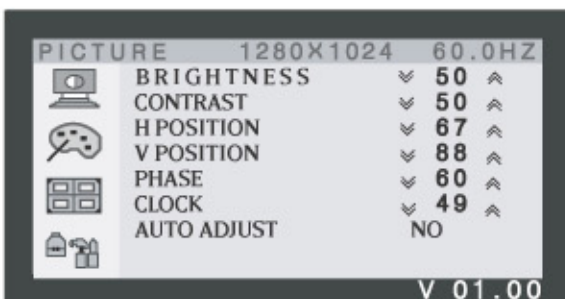 PICTURE 1280X1024 60.0HZ
BRIGHTNESS 50
CONTRAST 50
H POSITION 67
V POSITION 88
PHASE 60
CLOCK 49
AUTO ADJUST NO
V 01.00